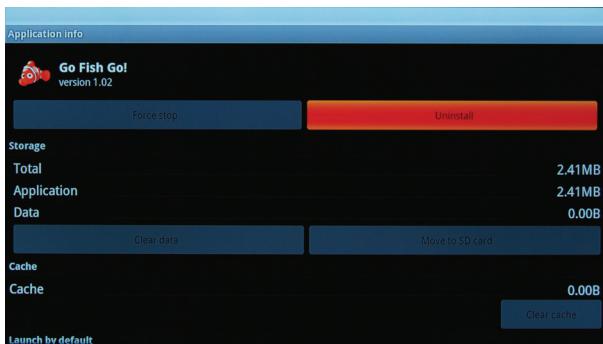 Application info
Go Fish Go!
version 1.02
Force stop
Uninstall
Storage
Total 2.41MB
Application 2.41MB
Data 0.00B
Clear data
Move to SD card
Cache
Cache 0.00B
Clear cache
Launch by default